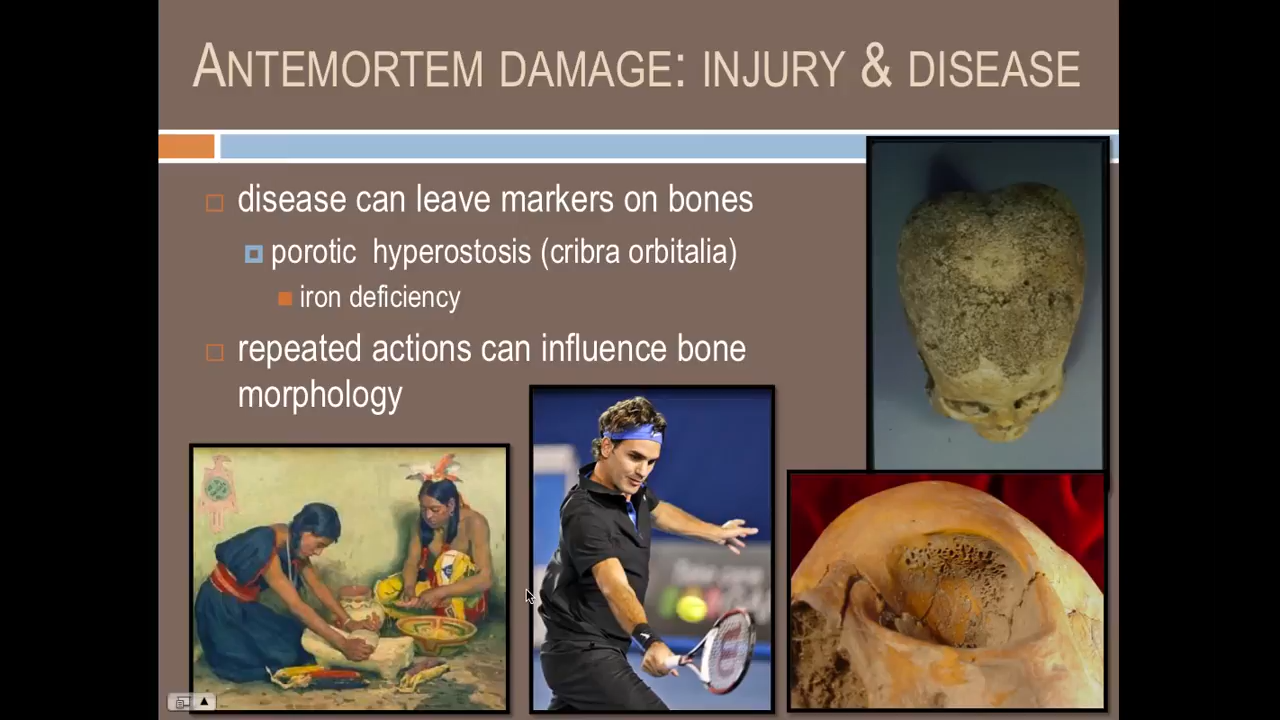 ANTEMORTEM DAMAGE: INJURY & DISEASE
disease can leave markers on bones
porotic hyperostosis (cribra orbitalia)
iron deficiency
repeated actions can influence bone
morphology